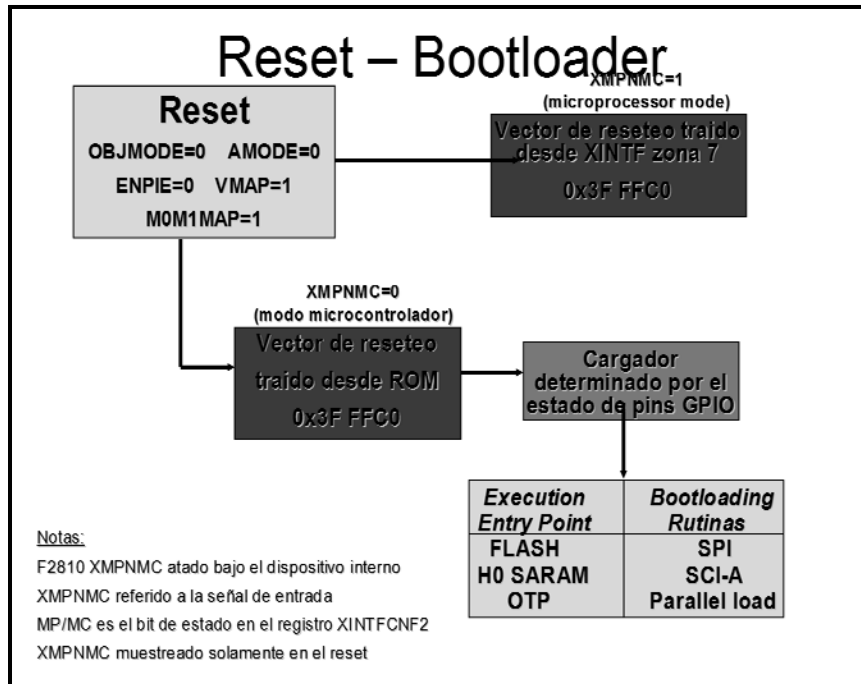 Reset – Bootloader
XMPNMC=1
(microprocessor mode)
Reset
OBJMODE=0 AMODE=0
ENPIE=0 VMAP=1
M0M1MAP=1
Vector de reseteo traido
desde XINTF zona 7
0x3F FFC0
XMPNMC=0
(modo microcontrolador)
Vector de reseteo
traido desde ROM
0x3F FFC0
Cargador
determinado por el
estado de pins GPIO
Execution
Entry Point
Bootloading
Rutinas
FLASH SPI
H0 SARAM SCI-A
OTP Parallel load
Notas:
F2810 XMPNMC atado bajo el dispositivo interno
XMPNMC referido a la señal de entrada
MP/MC es el bit de estado en el registro XINTFCNF2
XMPNMC muestreado solamente en el reset